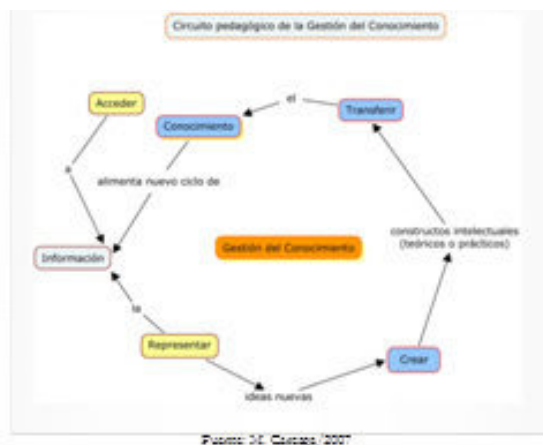 Circuito pedagógico de la Gestión del Conocimiento
Acceder
el
Transferir
Conocimiento
a
alimenta nuevo ciclo de
constructos intelectuales
(teóricos o prácticos)
Gestión del Conocimiento
Información
la
Representar
Crear
ideas nuevas
Fuente: M. /2007